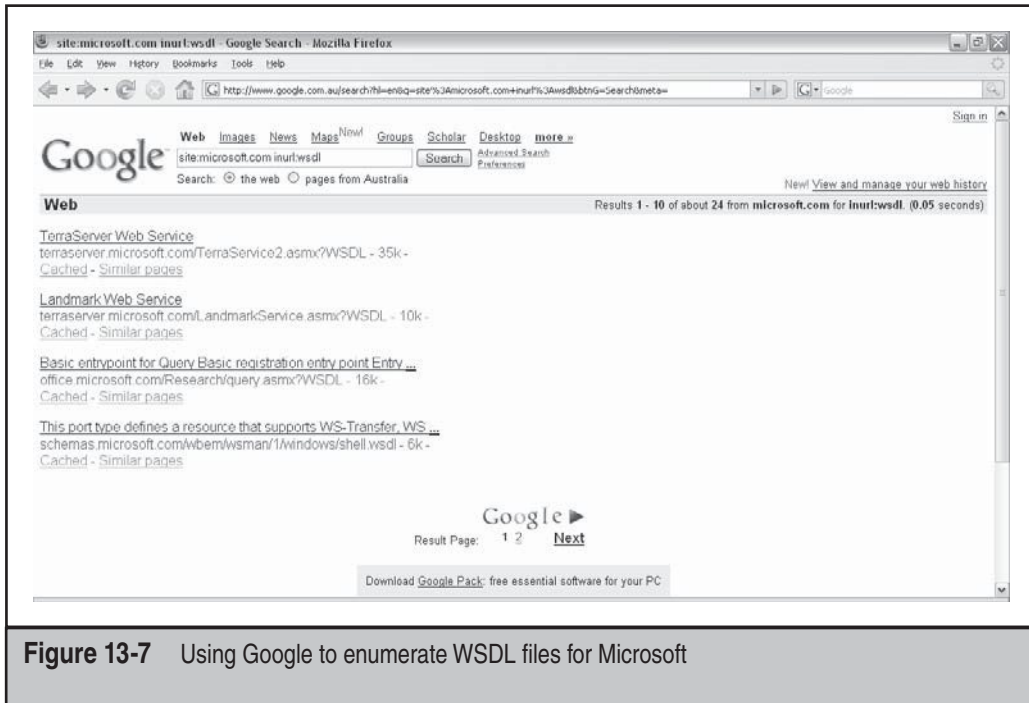 site:microsoft.com inurl:wsdl - Google Search - Mozilla Firefox
File Edit View History Bookmarks Tools Help
http://www.google.com.au/search?hl=en&q=site%3Amicrosoft.com+inurl%3Awsdl&btnG=Search&meta=
Google
Sign in
Web Images News Maps New! Groups Scholar Desktop more »
Google
site:microsoft.com inurl:wsdl Search Advanced Search
Preferences
Search: the web pages from Australia
New! View and manage your web history
Web Results 1 - 10 of about 24 from microsoft.com for inurl:wsdl. (0.05 seconds)
TerraServer Web Service
terraserver.microsoft.com/TerraService2.asmx?WSDL - 35k -
Cached - Similar pages
Landmark Web Service
terraserver.microsoft.com/LandmarkService.asmx?WSDL - 10k -
Cached - Similar pages
Basic entrypoint for Query Basic registration entry point Entry ...
office.microsoft.com/Research/query.asmx?WSDL - 16k -
Cached - Similar pages
This port type defines a resource that supports WS-Transfer, WS ...
schemas.microsoft.com/wbem/wsman/1/windows/shell.wsdl - 6k -
Cached - Similar pages
Google
Result Page: 1 2 Next
Download Google Pack: free essential software for your PC
Figure 13-7 Using Google to enumerate WSDL files for Microsoft